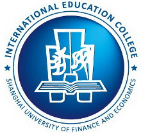 INTERNATIONAL EDUCATION COLLEGE
SHANGHAI UNIVERSITY OF FINANCE AND ECONOMICS